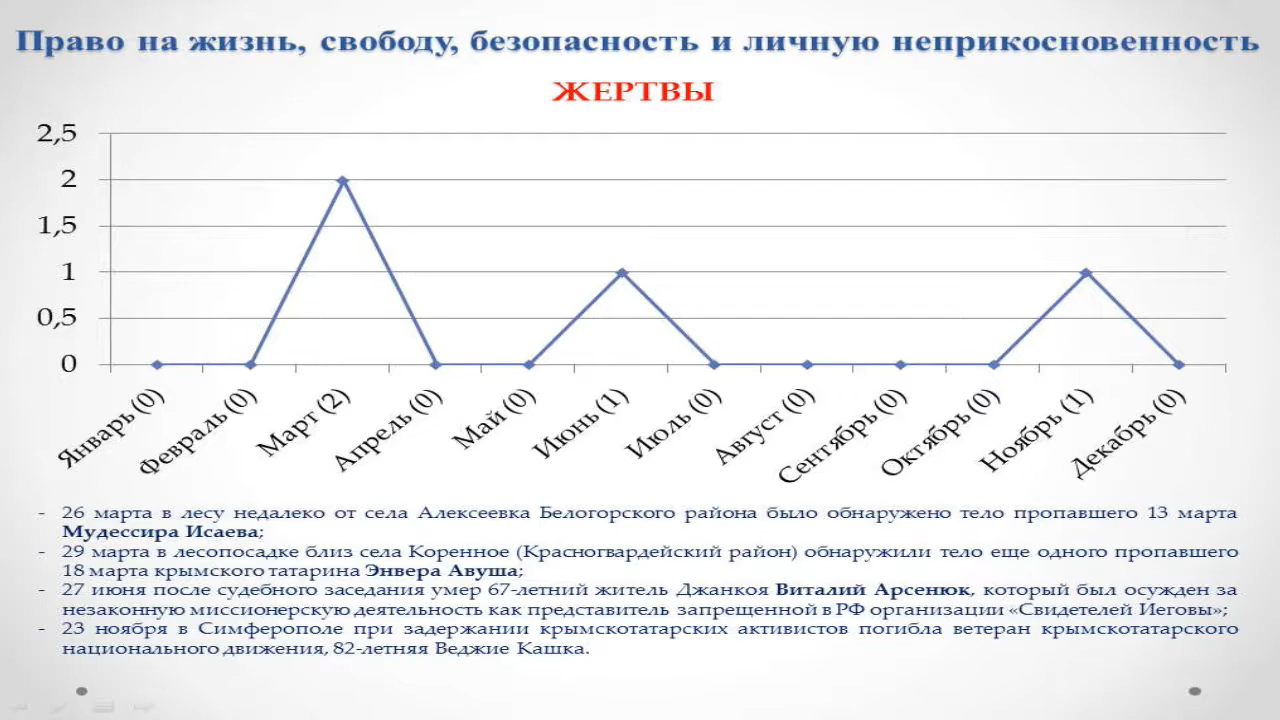 Право на жизнь, свободу, безопасность и личную неприкосновенность
ЖЕРТВЫ
2,5
2
1,5
1
0,5
0
Январь (0)
Февраль (0)
Март (2)
Апрель (0)
Май (0)
Июнь (1)
Июль (0)
Август (0)
Сентябрь (0)
Октябрь (0)
Ноябрь (1)
Декабрь (0)
- 26 марта в лесу недалеко от села Алексеевка Белогорского района было обнаружено тело пропавшего 13 марта
Мудессира Исаева;
- 29 марта в лесопосадке близ села Коренное (Красногвардейский район) обнаружили тело еще одного пропавшего
18 марта крымского татарина Энвера Авуша;
- 27 июня после судебного заседания умер 67-летний житель Джанкоя Виталий Арсенюк, который был осужден за
незаконную миссионерскую деятельность как представитель запрещенной в РФ организации «Свидетелей Иеговы»;
- 23 ноября в Симферополе при задержании крымскотатарских активистов погибла ветеран крымскотатарского
национального движения, 82-летняя Веджие Кашка.